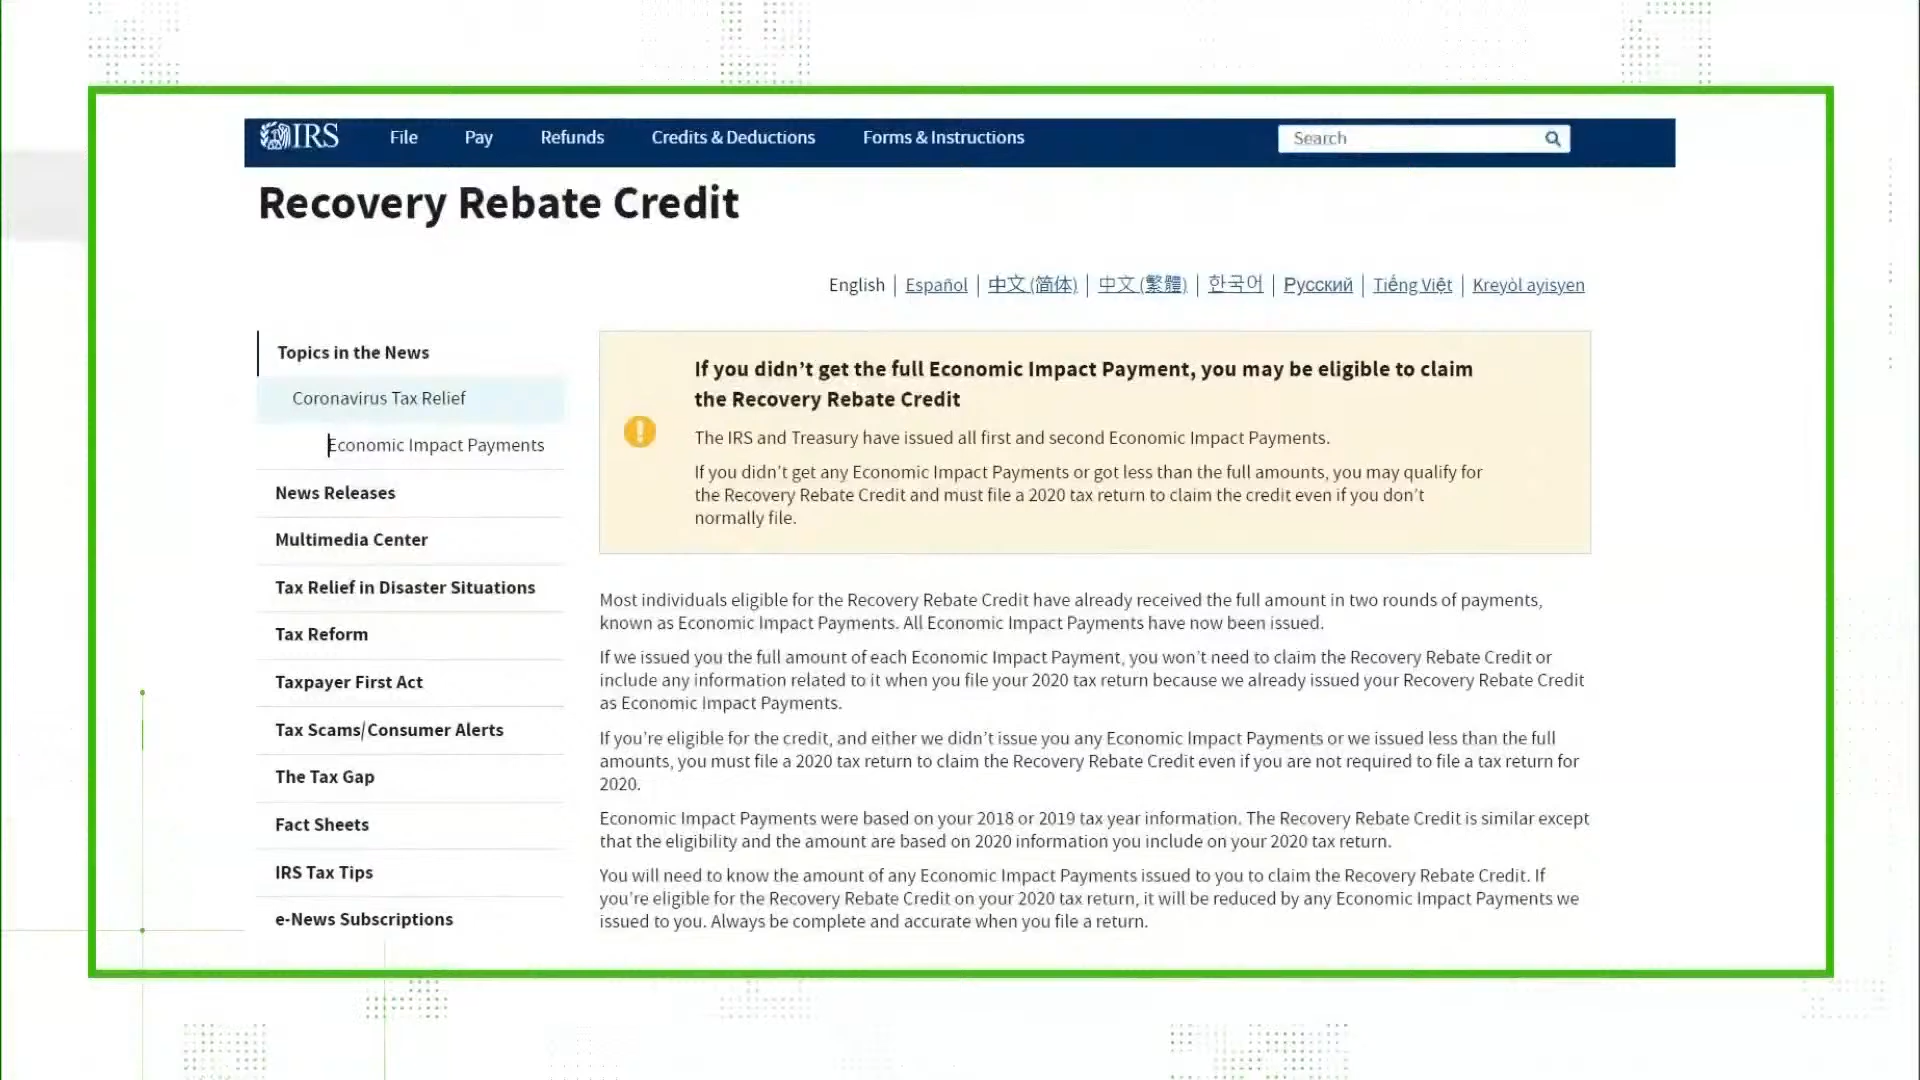 IRS File Pay Refunds Credits & Deductions Forms & Instructions Search
Recovery Rebate Credit
English | Español | 中文 (简体) | 中文 (繁體) | 한국어 | Русский | Tiếng Việt | Kreyòl ayisyen
Topics in the News
Coronavirus Tax Relief
Economic Impact Payments
News Releases
Multimedia Center
Tax Relief in Disaster Situations
Tax Reform
Taxpayer First Act
Tax Scams/Consumer Alerts
The Tax Gap
Fact Sheets
IRS Tax Tips
e-News Subscriptions
If you didn’t get the full Economic Impact Payment, you may be eligible to claim
the Recovery Rebate Credit
The IRS and Treasury have issued all first and second Economic Impact Payments.
If you didn’t get any Economic Impact Payments or got less than the full amounts, you may qualify for
the Recovery Rebate Credit and must file a 2020 tax return to claim the credit even if you don’t
normally file.
Most individuals eligible for the Recovery Rebate Credit have already received the full amount in two rounds of payments,
known as Economic Impact Payments. All Economic Impact Payments have now been issued.
If we issued you the full amount of each Economic Impact Payment, you won’t need to claim the Recovery Rebate Credit or
include any information related to it when you file your 2020 tax return because we already issued your Recovery Rebate Credit
as Economic Impact Payments.
If you’re eligible for the credit, and either we didn’t issue you any Economic Impact Payments or we issued less than the full
amounts, you must file a 2020 tax return to claim the Recovery Rebate Credit even if you are not required to file a tax return for
2020.
Economic Impact Payments were based on your 2018 or 2019 tax year information. The Recovery Rebate Credit is similar except
that the eligibility and the amount are based on 2020 information you include on your 2020 tax return.
You will need to know the amount of any Economic Impact Payments issued to you to claim the Recovery Rebate Credit. If
you’re eligible for the Recovery Rebate Credit on your 2020 tax return, it will be reduced by any Economic Impact Payments we
issued to you. Always be complete and accurate when you file a return.